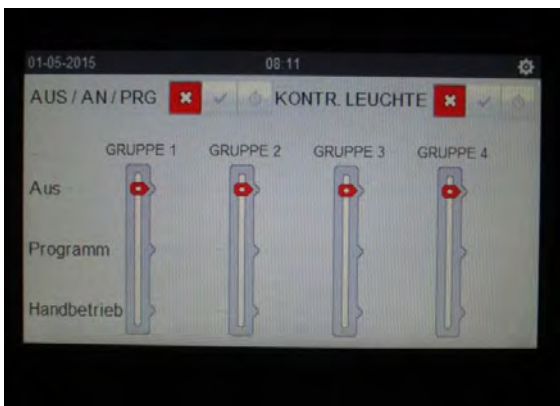 01-05-2015 08:11
AUS / AN / PRG KONTR. LEUCHTE
GRUPPE 1 GRUPPE 2 GRUPPE 3 GRUPPE 4
Aus
Programm
Handbetrieb